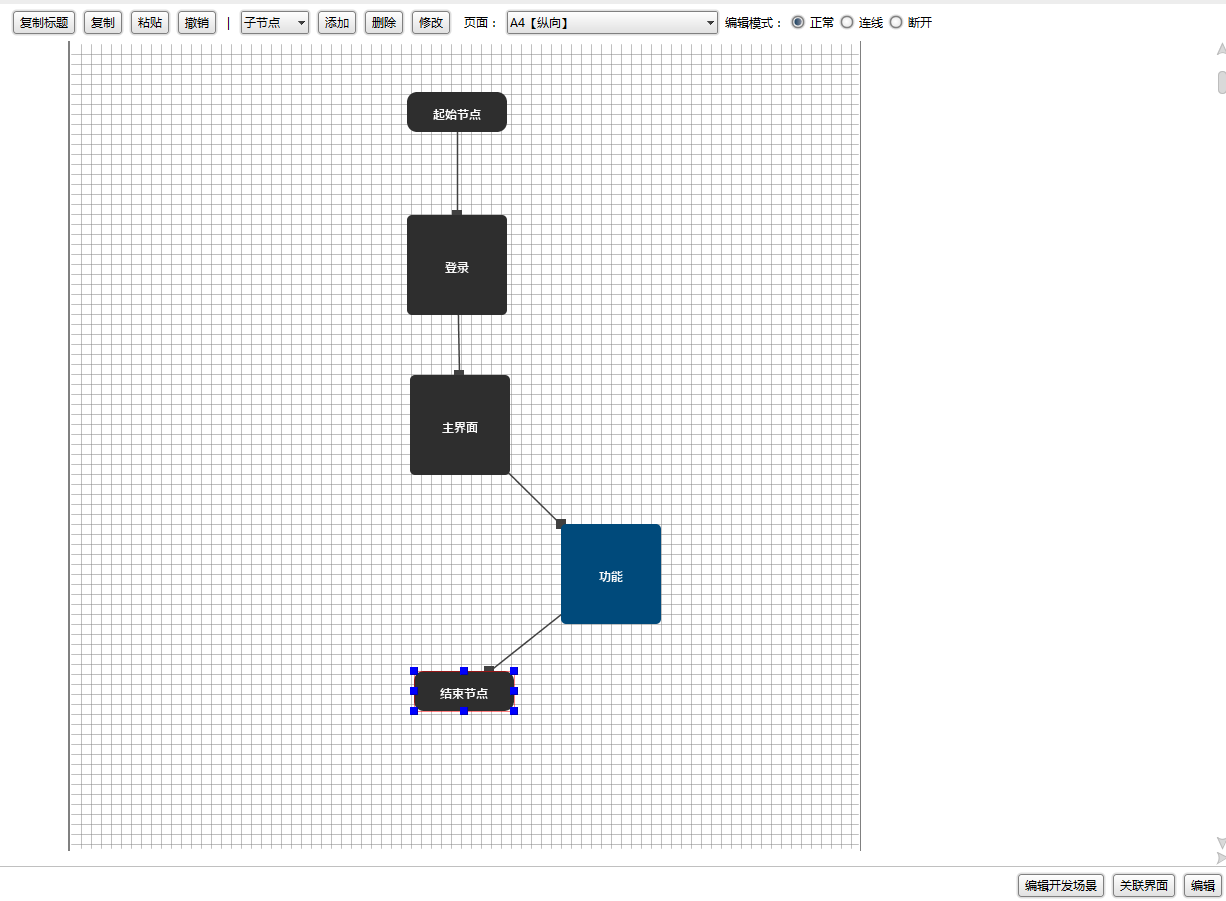 复制标题 复制 粘贴 撤销 | 子节点 添加 删除 修改 页面： A4【纵向】 编辑模式： 正常 连线 断开
起始节点
登录
主界面
功能
结束节点
编辑开发场景 关联界面 编辑